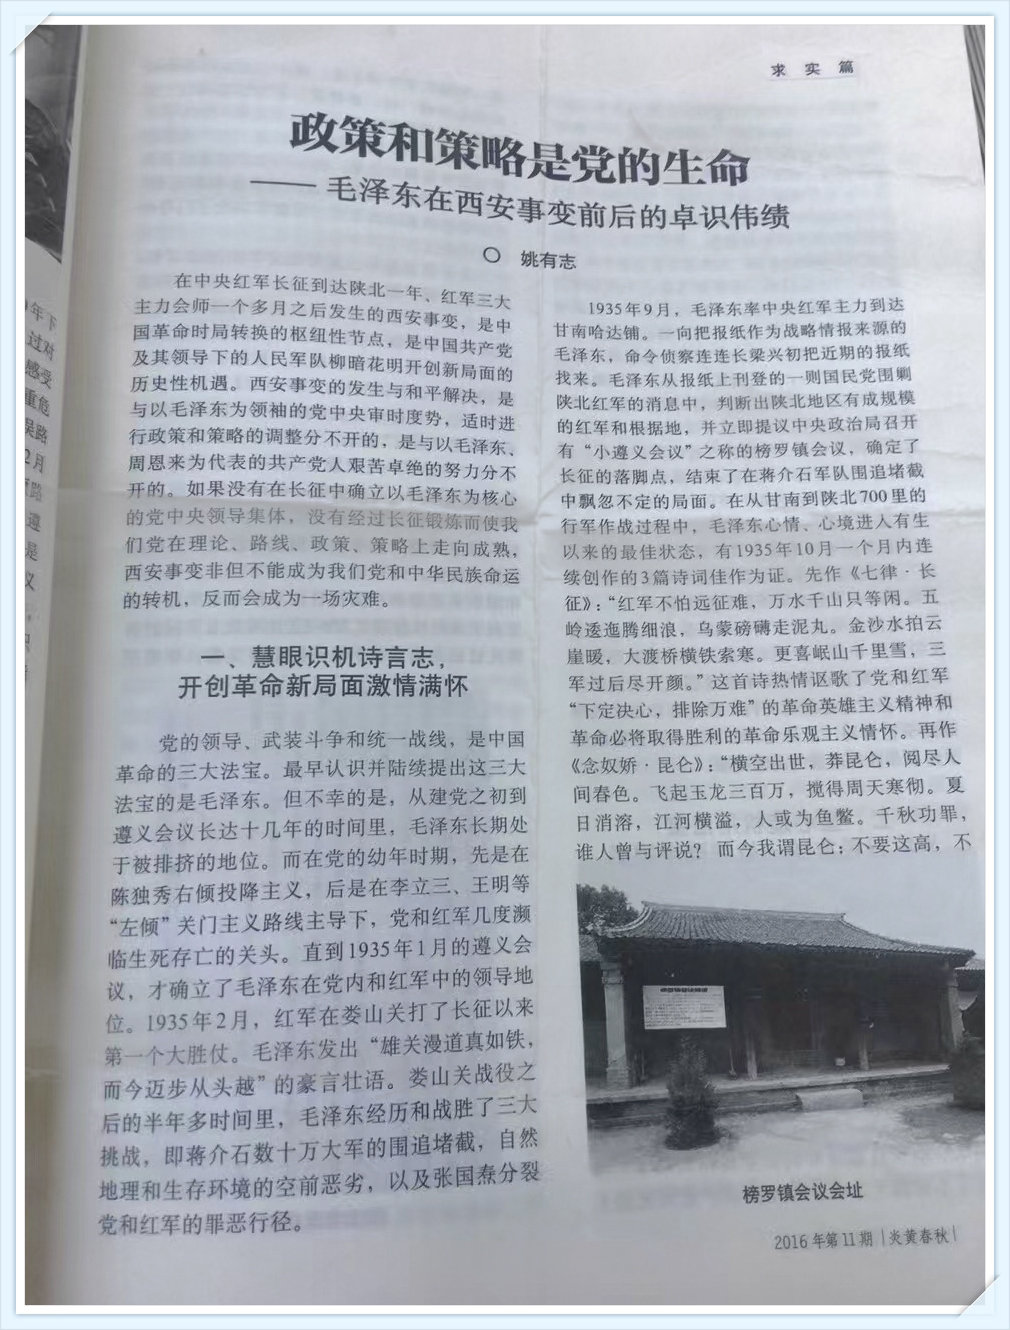 求实篇
政策和策略是党的生命
——毛泽东在西安事变前后的卓识伟绩
○ 姚有志
在中央红军长征到达陕北一年、红军三大
主力会师一个多月之后发生的西安事变，是中
国革命时局转换的枢纽性节点，是中国共产党
及其领导下的人民军队柳暗花明开创新局面的
历史性机遇。西安事变的发生与和平解决，是
与以毛泽东为领袖的党中央审时度势，适时进
行政策和策略的调整分不开的，是与以毛泽东、
周恩来为代表的共产党人艰苦卓绝的努力分不
开的。如果没有在长征中确立以毛泽东为核心
的党中央领导集体，没有经过长征锻炼而使我
们党在理论、路线、政策、策略上走向成熟，
西安事变非但不能成为我们党和中华民族命运
的转机，反而会成为一场灾难。
一、慧眼识机诗言志，
开创革命新局面激情满怀
党的领导、武装斗争和统一战线，是中国
革命的三大法宝。最早认识并陆续提出这三大
法宝的是毛泽东。但不幸的是，从建党之初到
遵义会议长达十几年的时间里，毛泽东长期处
于被排挤的地位。而在党的幼年时期，先是在
陈独秀右倾投降主义，后是在李立三、王明等
“左倾”关门主义路线主导下，党和红军几度濒
临生死存亡的关头。直到1935年1月的遵义会
议，才确立了毛泽东在党内和红军中的领导地
位。1935年2月，红军在娄山关打了长征以来
第一个大胜仗。毛泽东发出“雄关漫道真如铁，
而今迈步从头越”的豪言壮语。娄山关战役之
后的半年多时间里，毛泽东经历和战胜了三大
挑战，即蒋介石数十万大军的围追堵截，自然
地理和生存环境的空前恶劣，以及张国焘分裂
党和红军的罪恶行径。
1935年9月，毛泽东率中央红军主力到达
甘南哈达铺。一向把报纸作为战略情报来源的
毛泽东，命令侦察连连长梁兴初把近期的报纸
找来。毛泽东从报纸上刊登的一则国民党围剿
陕北红军的消息中，判断出陕北地区有成规模
的红军和根据地，并立即提议中央政治局召开
有“小遵义会议”之称的榜罗镇会议，确定了
长征的落脚点，结束了在蒋介石军队围追堵截
中飘忽不定的局面。在从甘南到陕北700里的
行军作战过程中，毛泽东心情、心境进入有生
以来的最佳状态，有1935年10月一个月内连
续创作的3篇诗词佳作为证。先作《七律·长
征》：“红军不怕远征难，万水千山只等闲。五
岭逶迤腾细浪，乌蒙磅礴走泥丸。金沙水拍云
崖暖，大渡桥横铁索寒。更喜岷山千里雪，三
军过后尽开颜。”这首诗热情讴歌了党和红军
“下定决心，排除万难”的革命英雄主义精神和
革命必将取得胜利的革命乐观主义情怀。再作
《念奴娇·昆仑》：“横空出世，莽昆仑，阅尽人
间春色。飞起玉龙三百万，搅得周天寒彻。夏
日消溶，江河横溢，人或为鱼鳖。千秋功罪，
谁人曾与评说？而今我谓昆仑：不要这高，不
榜罗镇会议会址
2016年第11期 |炎黄春秋|
年下
过对
感受
重危
误路
2月
路
遵
是
义